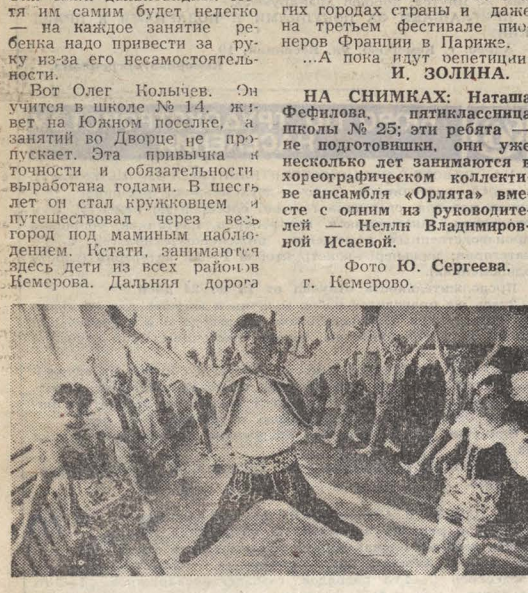 тя им самим будет нелегко
— на каждое занятие ре-
бенка надо привести за ру-
ку из-за его несамостоятель-
ности.
Вот Олег Колычев. Он
учится в школе № 14, жи-
вет на Южном поселке, а
занятий во Дворце не про-
пускает. Эта привычка к
точности и обязательности
выработана годами. В шесть
лет он стал кружковцем и
путешествовал через весь
город под маминым наблю-
дением. Кстати, занимаются
здесь дети из всех районов
Кемерова. Дальняя дорога
гих городах страны и даже
на третьем фестивале пио-
неров Франции в Париже.
...А пока идут репетиции
И. ЗОЛИНА.
НА СНИМКАХ: Наташа
Фефилова, пятиклассница
школы № 25; эти ребята —
не подготовишки, они уже
несколько лет занимаются в
хореографическом коллекти-
ве ансамбля «Орлята» вме-
сте с одним из руководите-
лей — Нелли Владимиров-
ной Исаевой.
Фото Ю. Сергеева.
г. Кемерово.